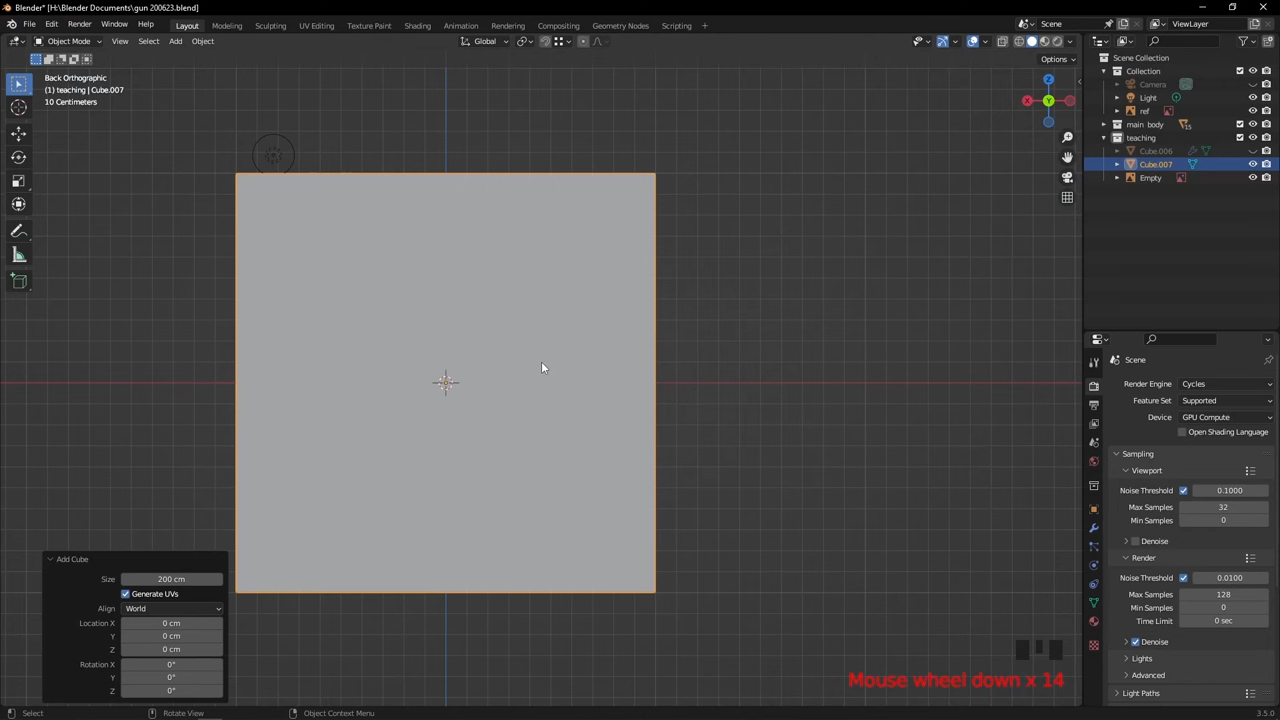 Blender* [H:\Blender Documents\gun 200623.blend]
File Edit Render Window Help Layout Modeling Sculpting UV Editing Texture Paint Shading Animation Rendering Compositing Geometry Nodes Scripting + Scene ViewLayer
Object Mode View Select Add Object Global
Options
Back Orthographic
(1) teaching | Cube.007
10 Centimeters
Z
X
Y
Scene Collection
Collection
Camera
Light
ref
main body 15
teaching
Cube.006
Cube.007
Empty
Scene
Render Engine Cycles
Feature Set Supported
Device GPU Compute
Open Shading Language
Sampling
Viewport
Noise Threshold 0.1000
Max Samples 32
Min Samples 0
Denoise
Render
Noise Threshold 0.0100
Max Samples 128
Min Samples 0
Time Limit 0 sec
Denoise
Lights
Advanced
Light Paths
Add Cube
Size 200 cm
Generate UVs
Align World
Location X 0 cm
Y 0 cm
Z 0 cm
Rotation X 0°
Y 0°
Z 0°
Mouse wheel down x 14
Select Rotate View Object Context Menu 3.5.0